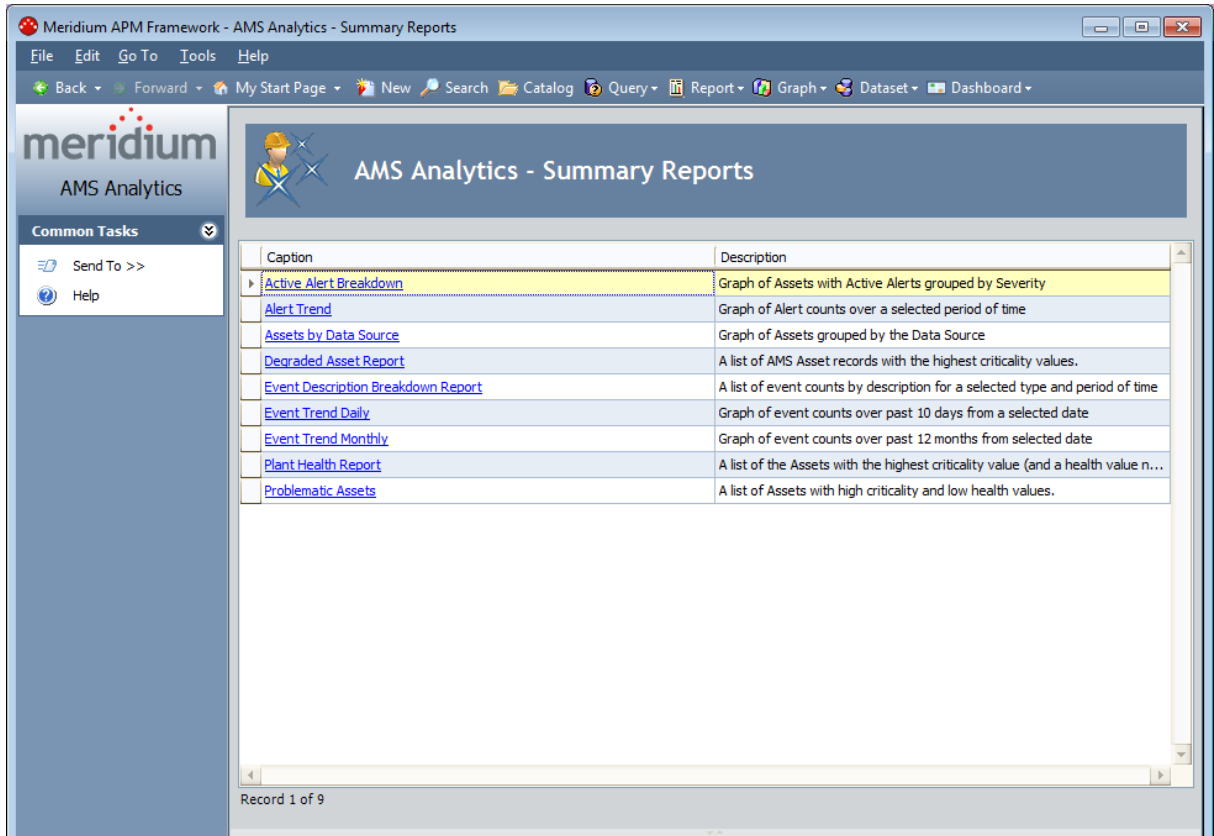 Meridium APM Framework - AMS Analytics - Summary Reports
File Edit Go To Tools Help
Back Forward My Start Page New Search Catalog Query Report Graph Dataset Dashboard
meridium
AMS Analytics
Common Tasks
Send To >>
Help
AMS Analytics - Summary Reports
Caption Description
Active Alert Breakdown Graph of Assets with Active Alerts grouped by Severity
Alert Trend Graph of Alert counts over a selected period of time
Assets by Data Source Graph of Assets grouped by the Data Source
Degraded Asset Report A list of AMS Asset records with the highest criticality values.
Event Description Breakdown Report A list of event counts by description for a selected type and period of time
Event Trend Daily Graph of event counts over past 10 days from a selected date
Event Trend Monthly Graph of event counts over past 12 months from selected date
Plant Health Report A list of the Assets with the highest criticality value (and a health value n...
Problematic Assets A list of Assets with high criticality and low health values.
Record 1 of 9